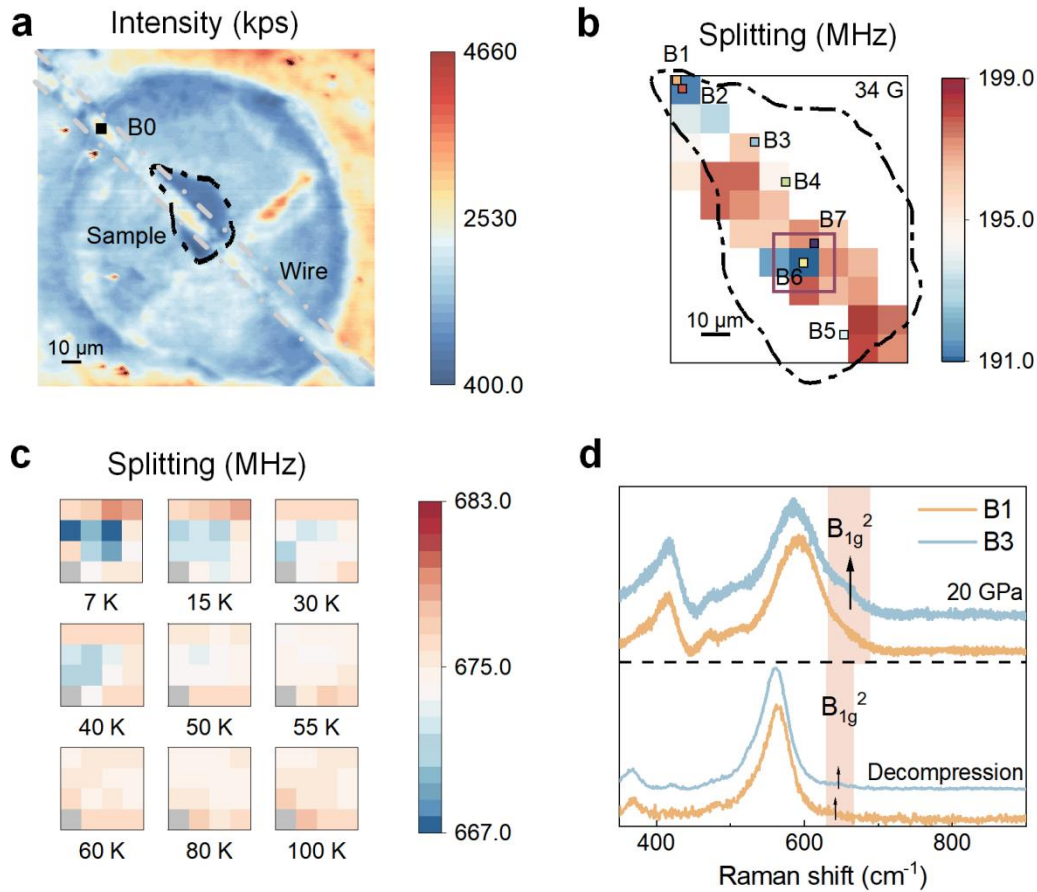 a
Intensity (kps)
B0
Sample
Wire
10 μm
4660
2530
400.0
b
Splitting (MHz)
B1
34 G
B2
B3
B4
B7
B6
B5
10 μm
199.0
195.0
191.0
c
Splitting (MHz)
7 K
15 K
30 K
40 K
50 K
55 K
60 K
80 K
100 K
683.0
675.0
667.0
d
B1
B3
B1g2
20 GPa
B1g2
Decompression
400
600
800
Raman shift (cm-1)